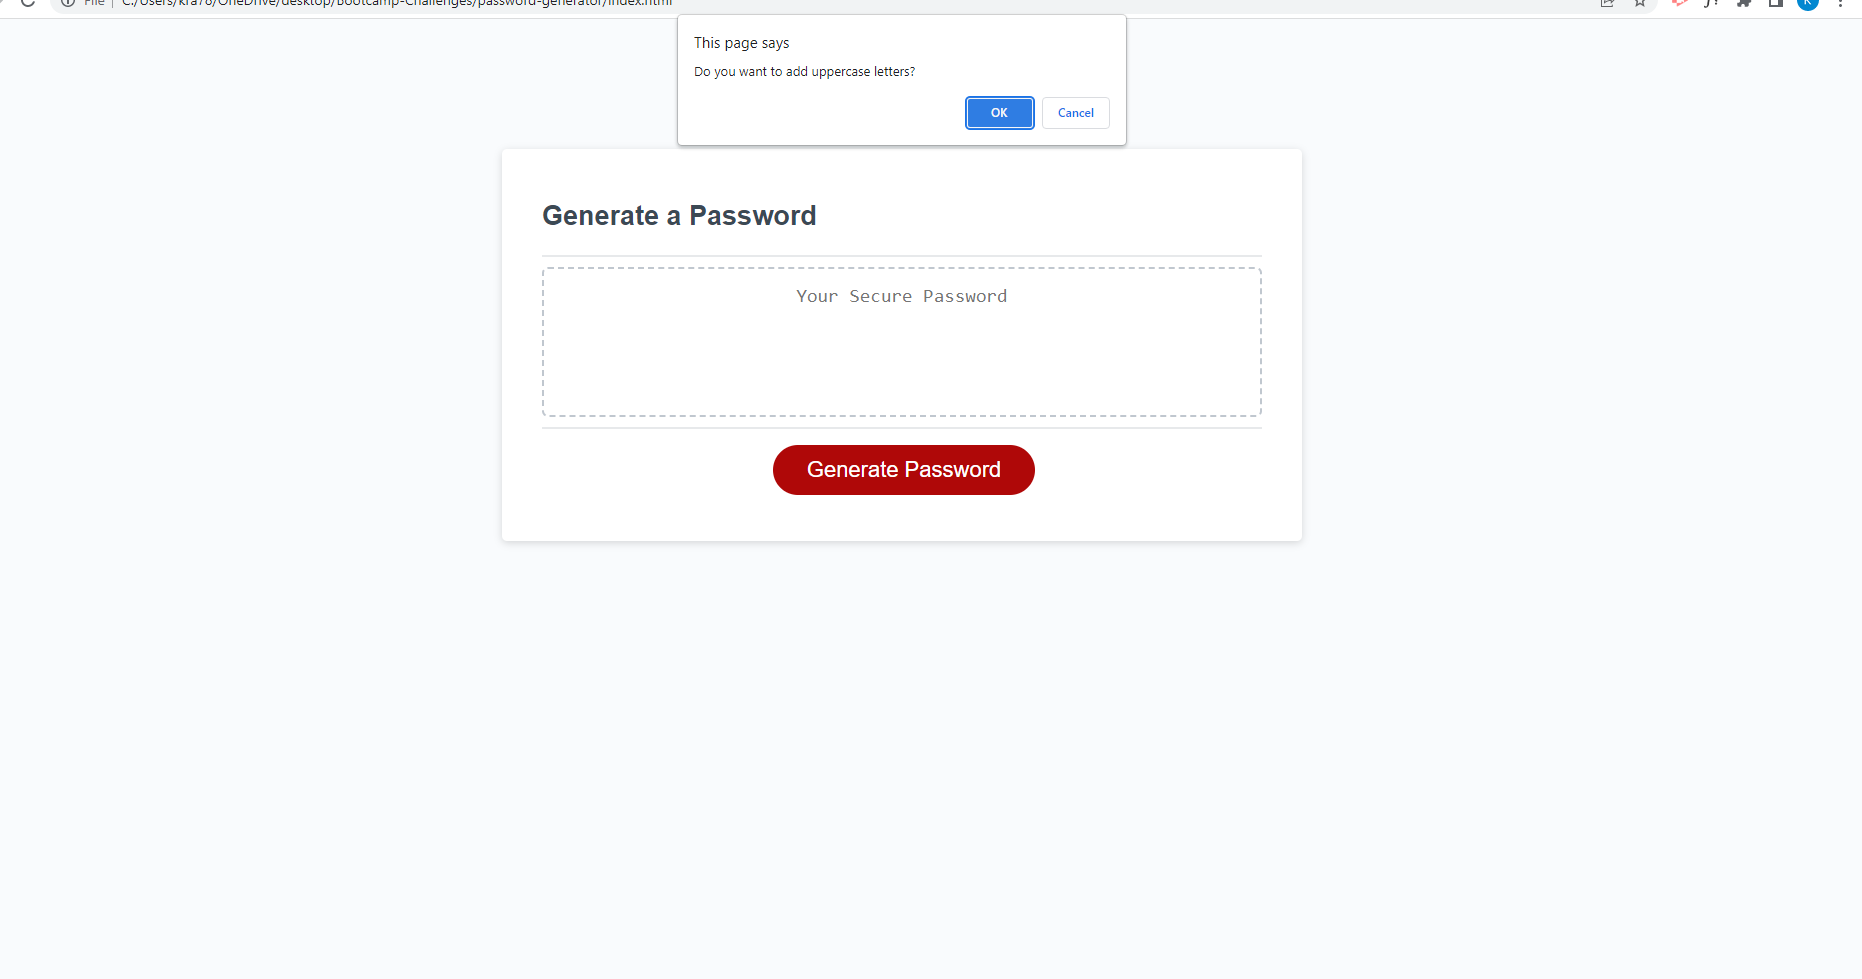 File
C:/Users/kra78/OneDrive/desktop/Bootcamp-Challenges/password-generator/index.html
This page says
Do you want to add uppercase letters?
OK
Cancel
Generate a Password
Your Secure Password
Generate Password